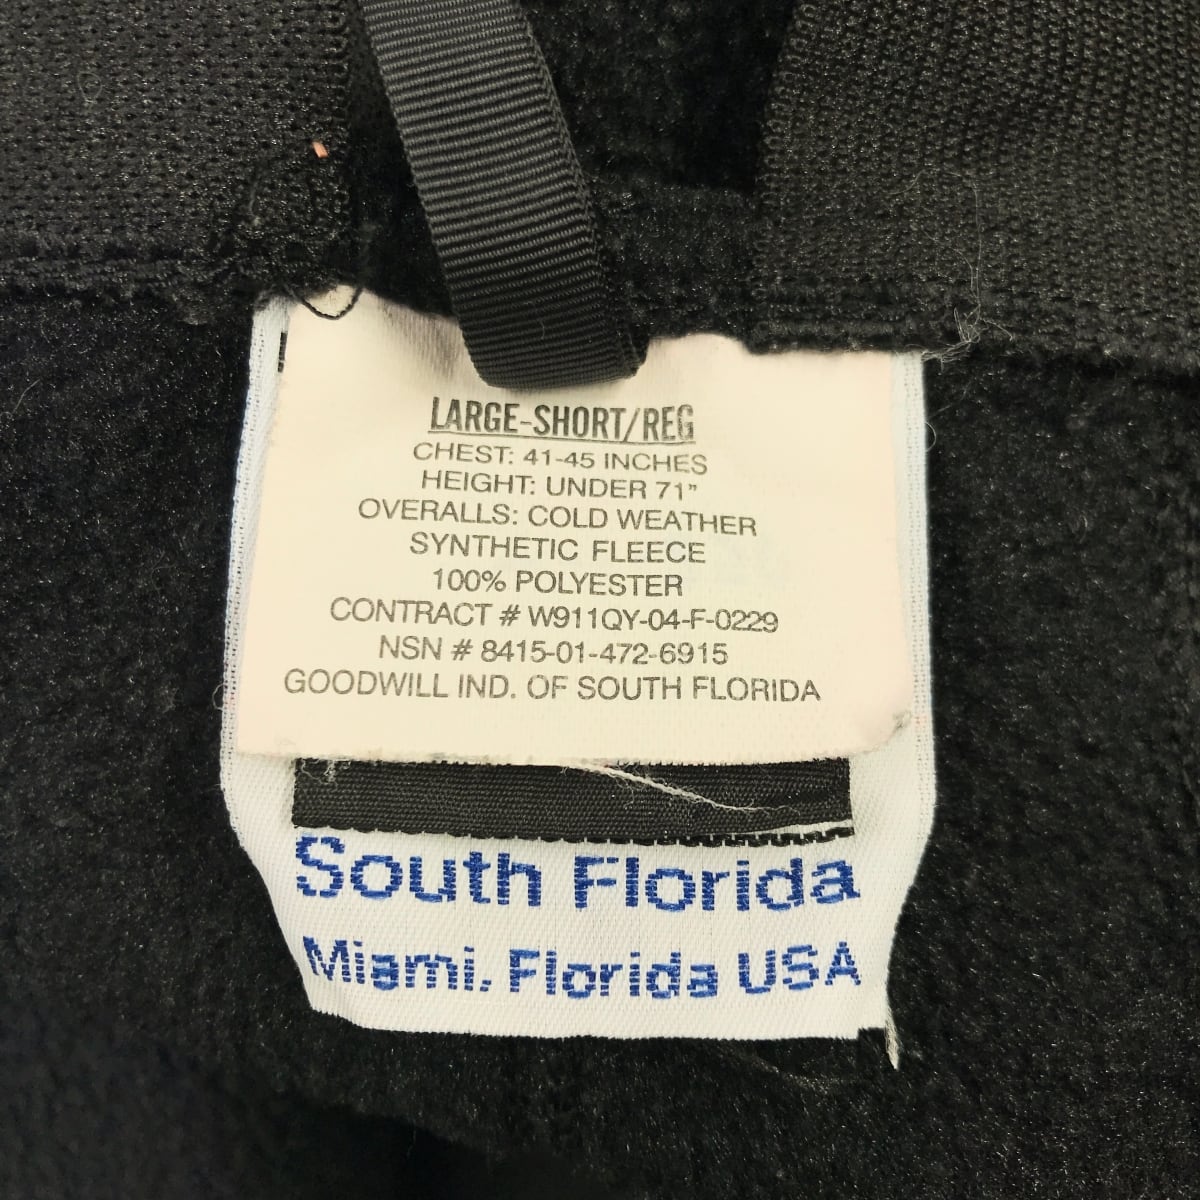 LARGE-SHORT/REG
CHEST: 41-45 INCHES
HEIGHT: UNDER 71"
OVERALLS: COLD WEATHER
SYNTHETIC FLEECE
100% POLYESTER
CONTRACT # W911QY-04-F-0229
NSN # 8415-01-472-6915
GOODWILL IND. OF SOUTH FLORIDA
South Florida
Miami, Florida USA